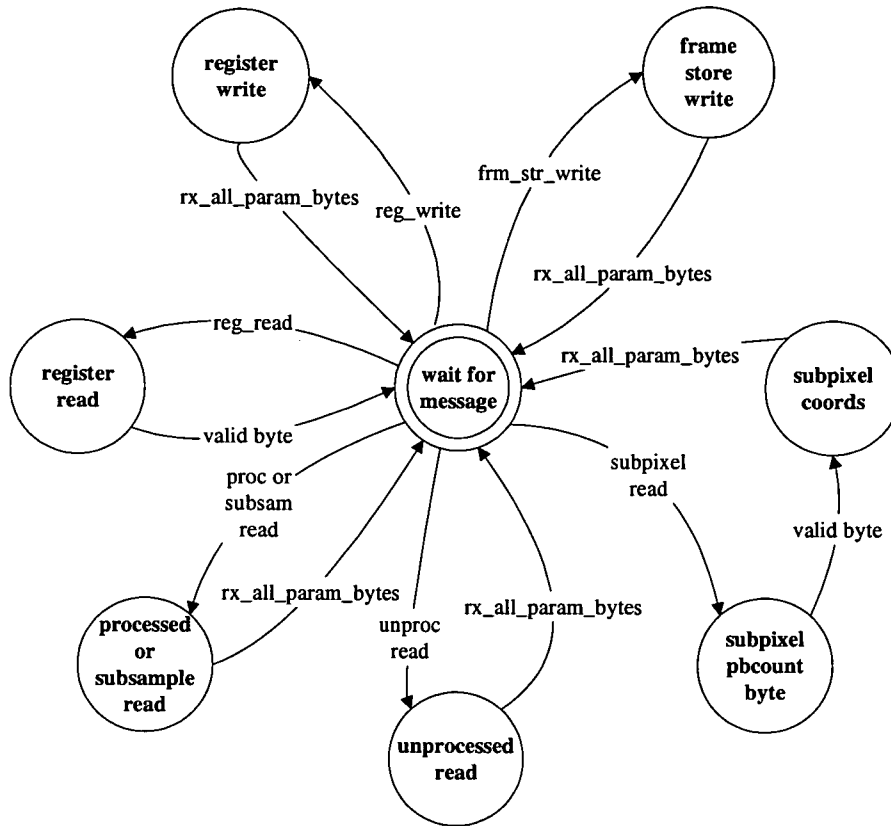 register
write
frame
store
write
rx_all_param_bytes
frm_str_write
reg_write
rx_all_param_bytes
reg_read
rx_all_param_bytes
register
read
wait for
message
subpixel
coords
valid byte
proc or
subsam
read
subpixel
read
valid byte
rx_all_param_bytes
unproc
read
rx_all_param_bytes
processed
or
subsample
read
subpixel
pbcount
byte
unprocessed
read